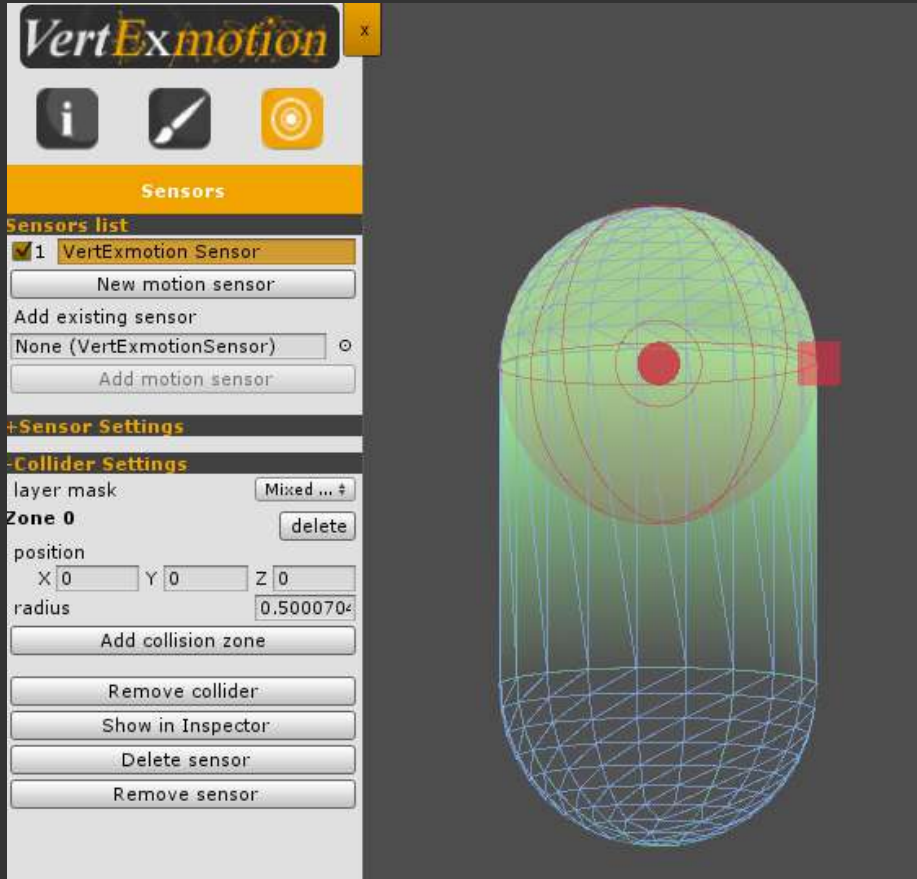 VertExmotion
x
i
Sensors
Sensors list
1 VertExmotion Sensor
New motion sensor
Add existing sensor
None (VertExmotionSensor)
Add motion sensor
+Sensor Settings
-Collider Settings
layer mask Mixed ...
Zone 0 delete
position
X 0 Y 0 Z 0
radius 0.5000704
Add collision zone
Remove collider
Show in Inspector
Delete sensor
Remove sensor